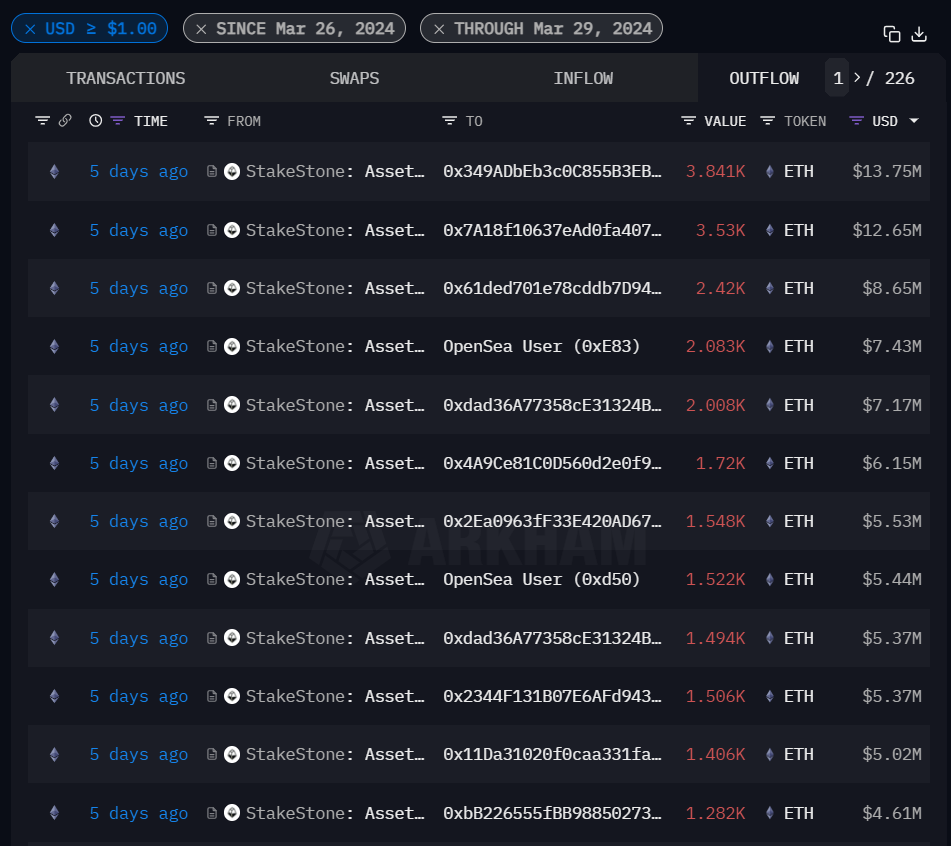 × USD ≥ $1.00 × SINCE Mar 26, 2024 × THROUGH Mar 29, 2024
TRANSACTIONS SWAPS INFLOW OUTFLOW 1 > / 226
TIME FROM TO VALUE TOKEN USD
5 days ago StakeStone: Asset… 0x349ADbEb3c0C855B3EB… 3.841K ETH $13.75M
5 days ago StakeStone: Asset… 0x7A18f10637eAd0fa407… 3.53K ETH $12.65M
5 days ago StakeStone: Asset… 0x61ded701e78cddb7D94… 2.42K ETH $8.65M
5 days ago StakeStone: Asset… OpenSea User (0xE83) 2.083K ETH $7.43M
5 days ago StakeStone: Asset… 0xdad36A77358cE31324B… 2.008K ETH $7.17M
5 days ago StakeStone: Asset… 0x4A9Ce81C0D560d2e0f9… 1.72K ETH $6.15M
5 days ago StakeStone: Asset… 0x2Ea0963fF33E420AD67… 1.548K ETH $5.53M
ARKHAM
5 days ago StakeStone: Asset… OpenSea User (0xd50) 1.522K ETH $5.44M
5 days ago StakeStone: Asset… 0xdad36A77358cE31324B… 1.494K ETH $5.37M
5 days ago StakeStone: Asset… 0x2344F131B07E6AFd943… 1.506K ETH $5.37M
5 days ago StakeStone: Asset… 0x11Da31020f0caa331fa… 1.406K ETH $5.02M
5 days ago StakeStone: Asset… 0xbB226555fBB98850273… 1.282K ETH $4.61M